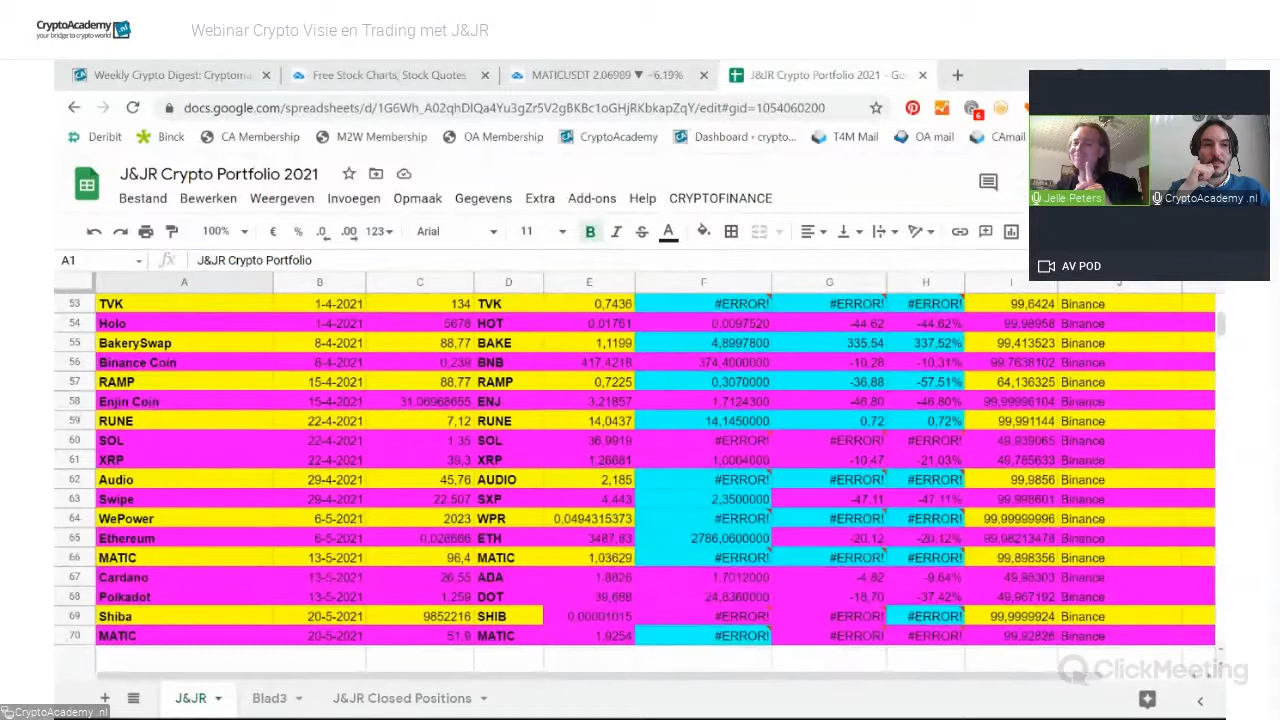 CryptoAcademy.nl
your bridge to crypto world
Webinar Crypto Visie en Trading met J&JR
Weekly Crypto Digest: Cryptoma × Free Stock Charts, Stock Quotes × MATICUSDT 2.06989 ▼ −6.19% × J&JR Crypto Portfolio 2021 - Go × +
docs.google.com/spreadsheets/d/1G6Wh_A02qhDlQa4Yu3gZr5V2gBKBc1oGHjRKbkapZqY/edit#gid=1054060200
6
Deribit Binck CA Membership M2W Membership OA Membership CryptoAcademy Dashboard ‹ crypto... T4M Mail OA mail CAmail
Jelle Peters CryptoAcademy .nl
AV POD
J&JR Crypto Portfolio 2021
Bestand Bewerken Weergeven Invoegen Opmaak Gegevens Extra Add-ons Help CRYPTOFINANCE
100% € % .0 .00 123 Arial 11 B I S A
A1 fx J&JR Crypto Portfolio
A B C D E F G H I J
53 TVK 1-4-2021 134 TVK 0,7436 #ERROR! #ERROR! #ERROR! 99,6424 Binance
54 Holo 1-4-2021 5678 HOT 0,01761 0,0097520 -44,62 -44,62% 99,98958 Binance
55 BakerySwap 8-4-2021 88,77 BAKE 1,1199 4,8997800 335,54 337,52% 99,413523 Binance
56 Binance Coin 8-4-2021 0,239 BNB 417,4218 374,4000000 -10,28 -10,31% 99,7638102 Binance
57 RAMP 15-4-2021 88,77 RAMP 0,7225 0,3070000 -36,88 -57,51% 64,136325 Binance
58 Enjin Coin 15-4-2021 31,06968655 ENJ 3,21857 1,7124300 -46,80 -46,80% 99,99996104 Binance
59 RUNE 22-4-2021 7,12 RUNE 14,0437 14,1450000 0,72 0,72% 99,991144 Binance
60 SOL 22-4-2021 1,35 SOL 36,9919 #ERROR! #ERROR! #ERROR! 49,939065 Binance
61 XRP 22-4-2021 39,3 XRP 1,26681 1,0004000 -10,47 -21,03% 49,785633 Binance
62 Audio 29-4-2021 45,76 AUDIO 2,185 #ERROR! #ERROR! #ERROR! 99,9856 Binance
63 Swipe 29-4-2021 22,507 SXP 4,443 2,3500000 -47,11 -47,11% 99,998601 Binance
64 WePower 6-5-2021 2023 WPR 0,0494315373 #ERROR! #ERROR! #ERROR! 99,99999996 Binance
65 Ethereum 6-5-2021 0,028666 ETH 3487,83 2786,0600000 -20,12 -20,12% 99,98213478 Binance
66 MATIC 13-5-2021 96,4 MATIC 1,03629 #ERROR! #ERROR! #ERROR! 99,898356 Binance
67 Cardano 13-5-2021 26,55 ADA 1,8826 1,7012000 -4,82 -9,64% 49,98303 Binance
68 Polkadot 13-5-2021 1,259 DOT 39,688 24,8360000 -18,70 -37,42% 49,967192 Binance
69 Shiba 20-5-2021 9852216 SHIB 0,00001015 #ERROR! #ERROR! #ERROR! 99,9999924 Binance
70 MATIC 20-5-2021 51,9 MATIC 1,9254 #ERROR! #ERROR! #ERROR! 99,92826 Binance
ClickMeeting
+ J&JR Blad3 J&JR Closed Positions
CryptoAcademy .nl